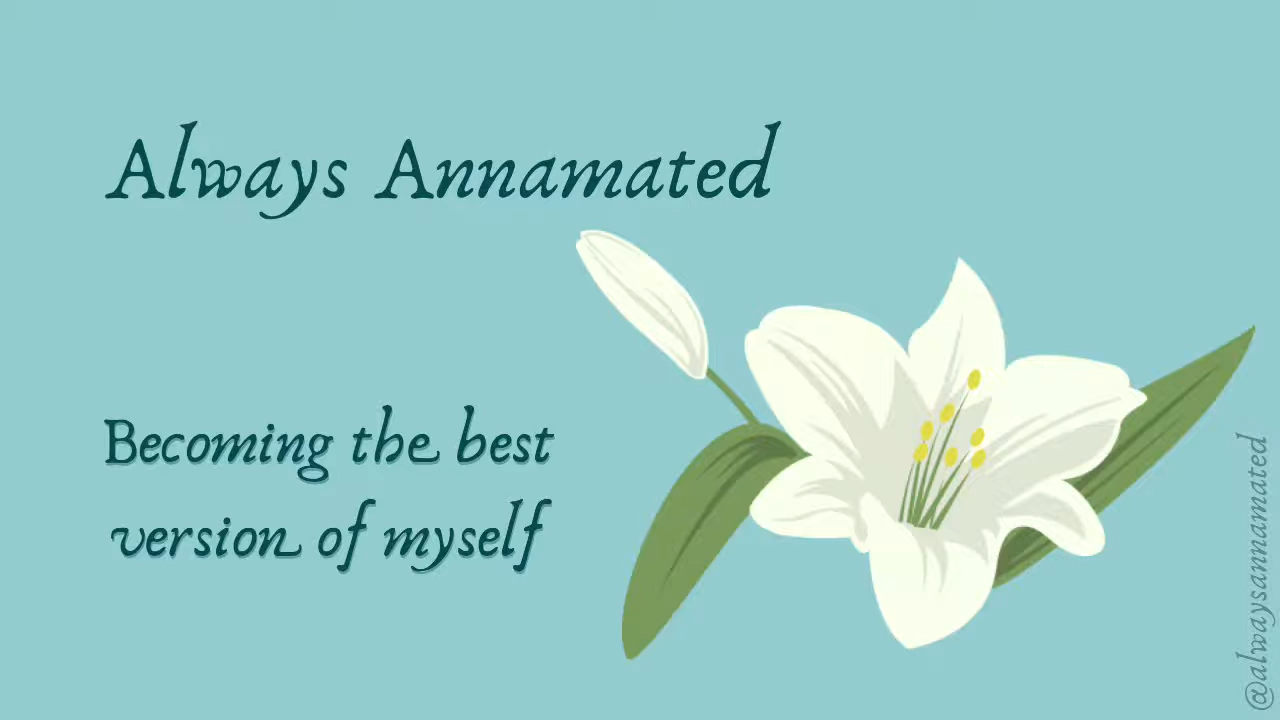 Always Annamated
Becoming the best
version of myself
@alwaysannamated